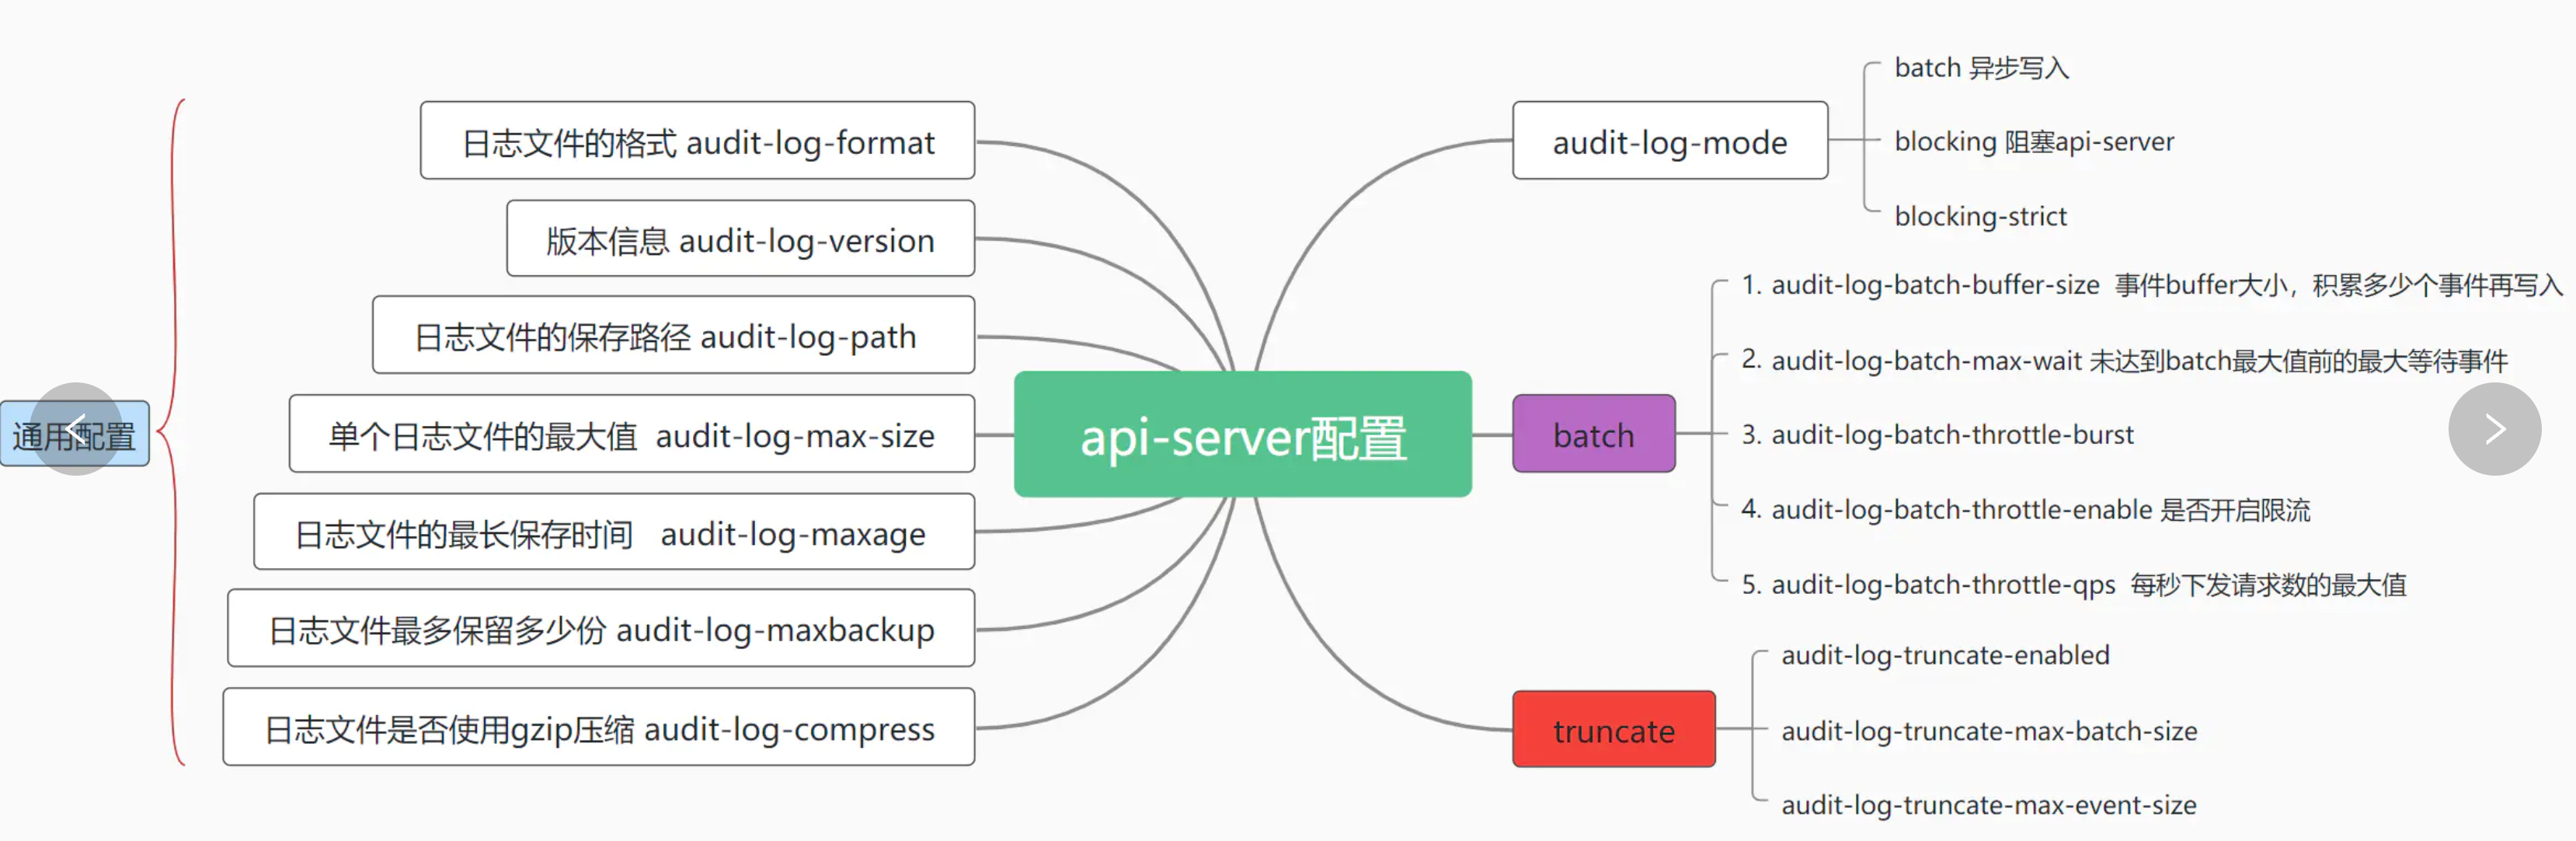 通用配置
日志文件的格式 audit-log-format
版本信息 audit-log-version
日志文件的保存路径 audit-log-path
单个日志文件的最大值 audit-log-max-size
日志文件的最长保存时间 audit-log-maxage
日志文件最多保留多少份 audit-log-maxbackup
日志文件是否使用gzip压缩 audit-log-compress
api-server配置
audit-log-mode
batch 异步写入
blocking 阻塞api-server
blocking-strict
batch
1. audit-log-batch-buffer-size 事件buffer大小，积累多少个事件再写入
2. audit-log-batch-max-wait 未达到batch最大值前的最大等待事件
3. audit-log-batch-throttle-burst
4. audit-log-batch-throttle-enable 是否开启限流
5. audit-log-batch-throttle-qps 每秒下发请求数的最大值
truncate
audit-log-truncate-enabled
audit-log-truncate-max-batch-size
audit-log-truncate-max-event-size